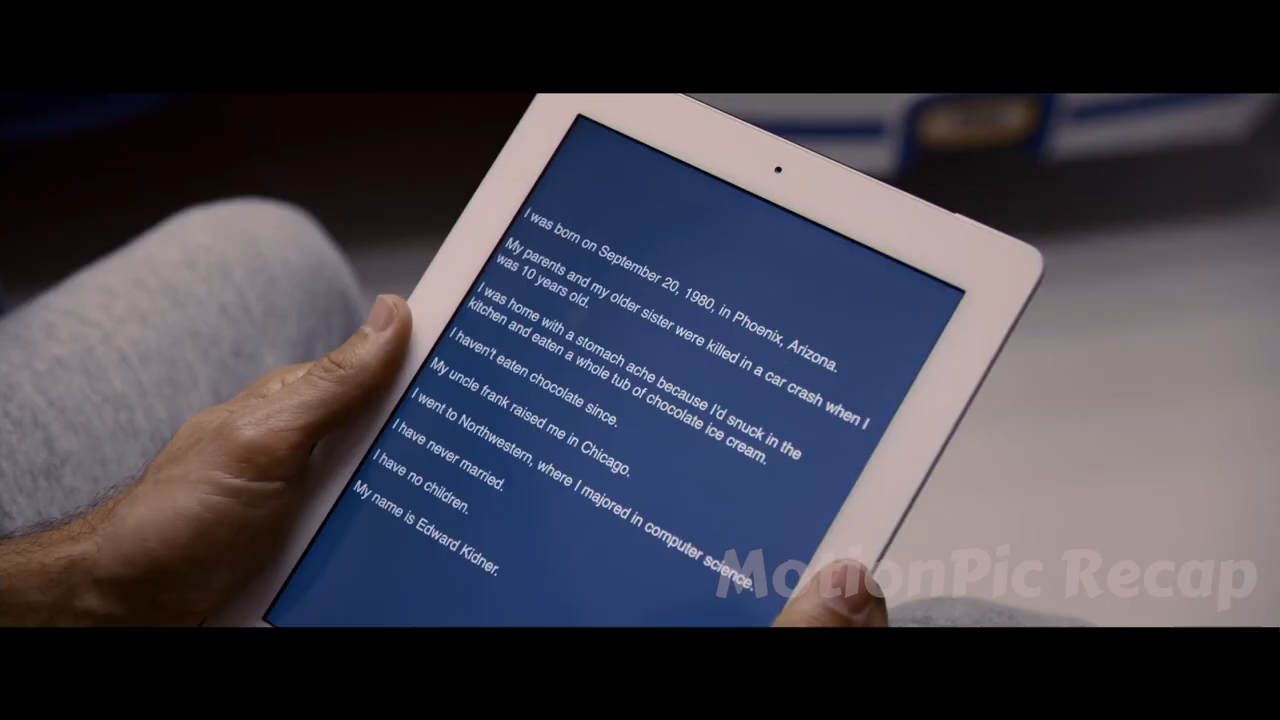 I was born on September 20, 1980, in Phoenix, Arizona.
My parents and my older sister were killed in a car crash when I
was 10 years old.
I was home with a stomach ache because I'd snuck in the
kitchen and eaten a whole tub of chocolate ice cream.
I haven't eaten chocolate since.
My uncle frank raised me in Chicago.
I went to Northwestern, where I majored in computer science.
I have never married.
I have no children.
My name is Edward Kidner.
MotionPic Recap